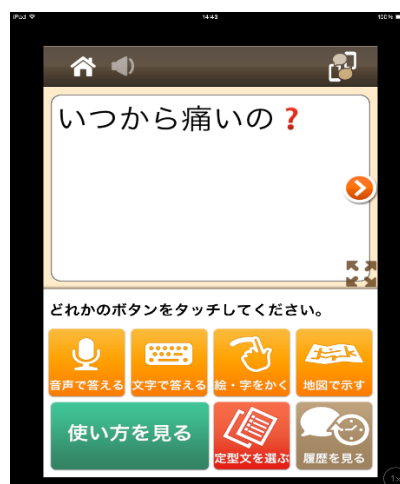 iPad
14:43
100%
いつから痛いの❓
どれかのボタンをタッチしてください。
音声で答える
文字で答える
絵・字をかく
地図で示す
使い方を見る
定型文を選ぶ
履歴を見る
1x